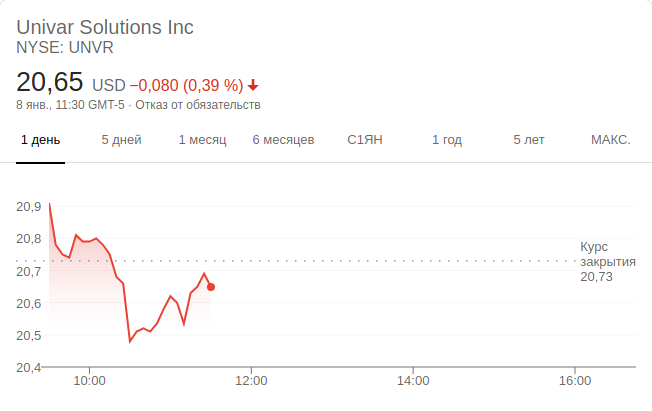 Univar Solutions Inc
NYSE: UNVR
20,65 USD −0,080 (0,39 %)
8 янв., 11:30 GMT-5 · Отказ от обязательств
1 день 5 дней 1 месяц 6 месяцев С1ЯН 1 год 5 лет МАКС.
20,9
20,8
20,7
20,6
20,5
20,4
Курс
закрытия
20,73
10:00 12:00 14:00 16:00